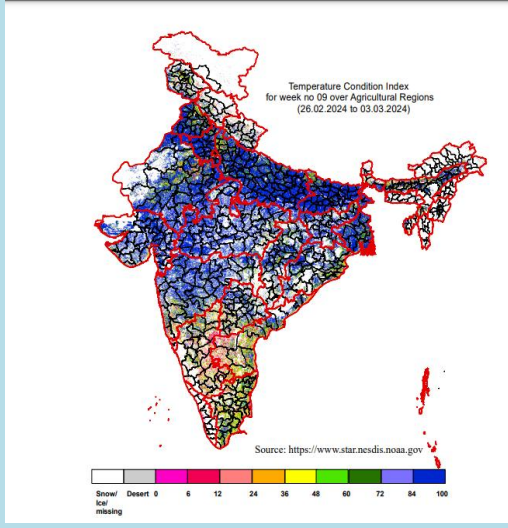 Temperature Condition Index
for week no 09 over Agricultural Regions
(26.02.2024 to 03.03.2024)
Source: https://www.star.nesdis.noaa.gov
Snow/ Ice/ missing
Desert 0 6 12 24 36 48 60 72 84 100